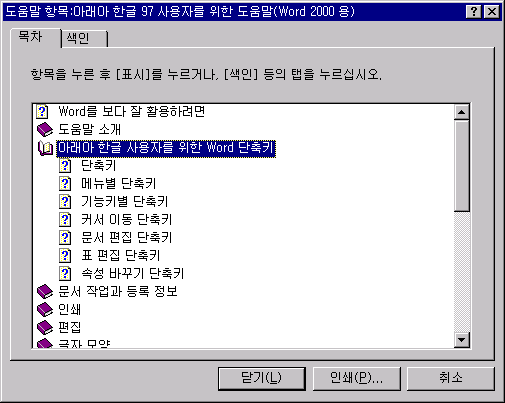 도움말 항목:아래아 한글 97 사용자를 위한 도움말(Word 2000 용)
목차 색인
항목을 누른 후 [표시]를 누르거나, [색인] 등의 탭을 누르십시오.
Word를 보다 잘 활용하려면
도움말 소개
아래아 한글 사용자를 위한 Word 단축키
단축키
메뉴별 단축키
기능키별 단축키
커서 이동 단축키
문서 편집 단축키
표 편집 단축키
속성 바꾸기 단축키
문서 작업과 등록 정보
인쇄
편집
글자 모양
닫기(L) 인쇄(P)... 취소